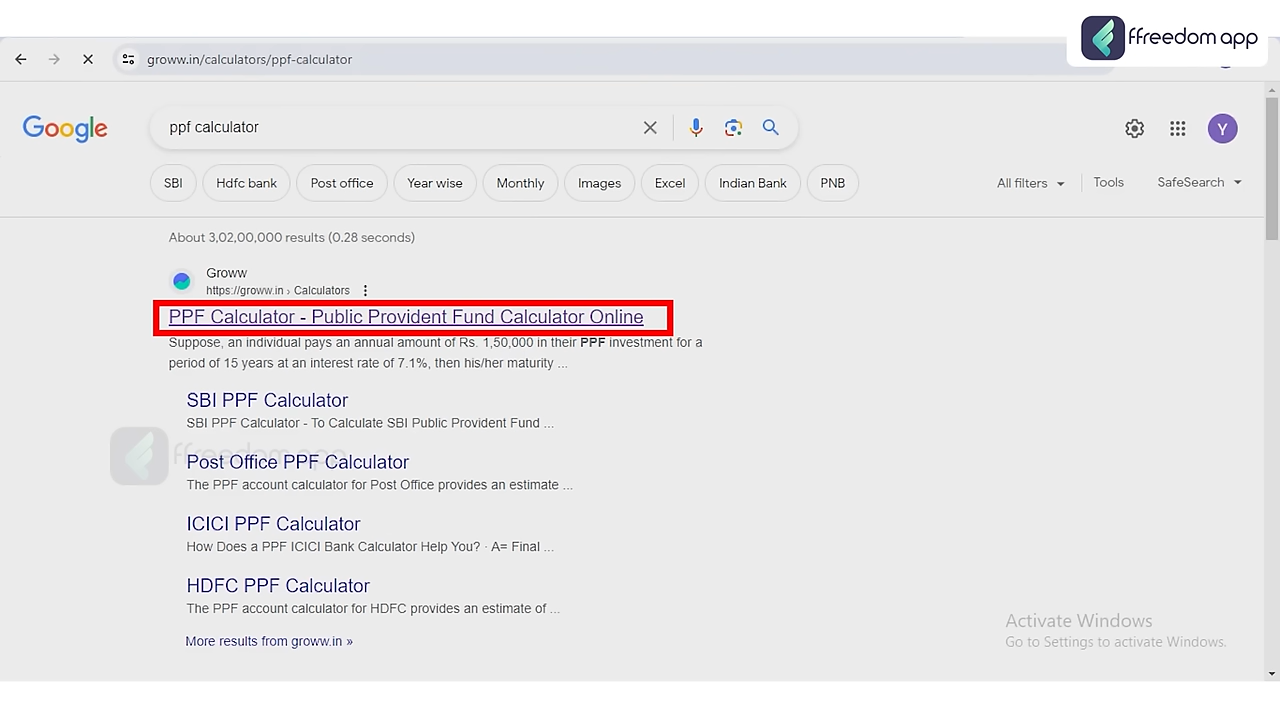 ffreedom app
groww.in/calculators/ppf-calculator
Google
ppf calculator
Y
SBI
Hdfc bank
Post office
Year wise
Monthly
Images
Excel
Indian Bank
PNB
All filters
Tools
SafeSearch
About 3,02,00,000 results (0.28 seconds)
Groww
https://groww.in › Calculators
PPF Calculator - Public Provident Fund Calculator Online
Suppose, an individual pays an annual amount of Rs. 1,50,000 in their PPF investment for a
period of 15 years at an interest rate of 7.1%, then his/her maturity ...
SBI PPF Calculator
SBI PPF Calculator - To Calculate SBI Public Provident Fund ...
ffreedom app
Post Office PPF Calculator
The PPF account calculator for Post Office provides an estimate ...
ICICI PPF Calculator
How Does a PPF ICICI Bank Calculator Help You? · A= Final ...
HDFC PPF Calculator
The PPF account calculator for HDFC provides an estimate of ...
More results from groww.in »
Activate Windows
Go to Settings to activate Windows.